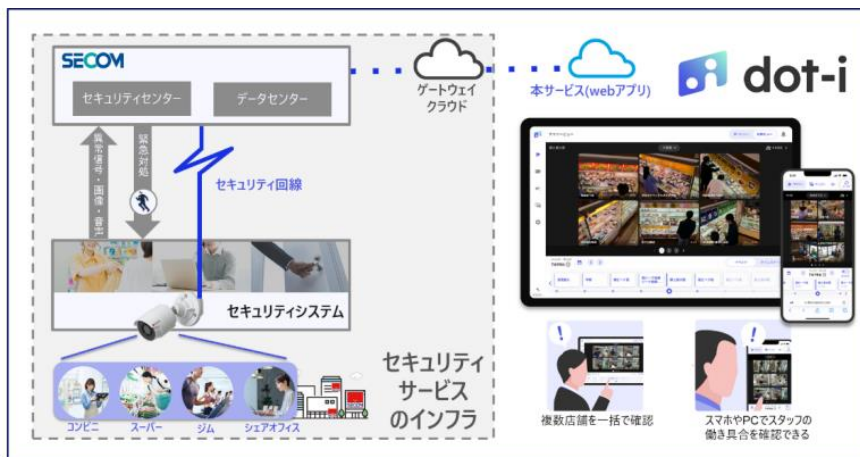 SECOM
セキュリティセンター
データセンター
異常信号・画像・音声
緊急対処
セキュリティ回線
セキュリティシステム
コンビニ
スーパー
ジム
シェアオフィス
セキュリティ
サービス
のインフラ
ゲートウェイ
クラウド
本サービス(webアプリ)
dot-i
複数店舗を一括で確認
スマホやPCでスタッフの
働き具合を確認できる